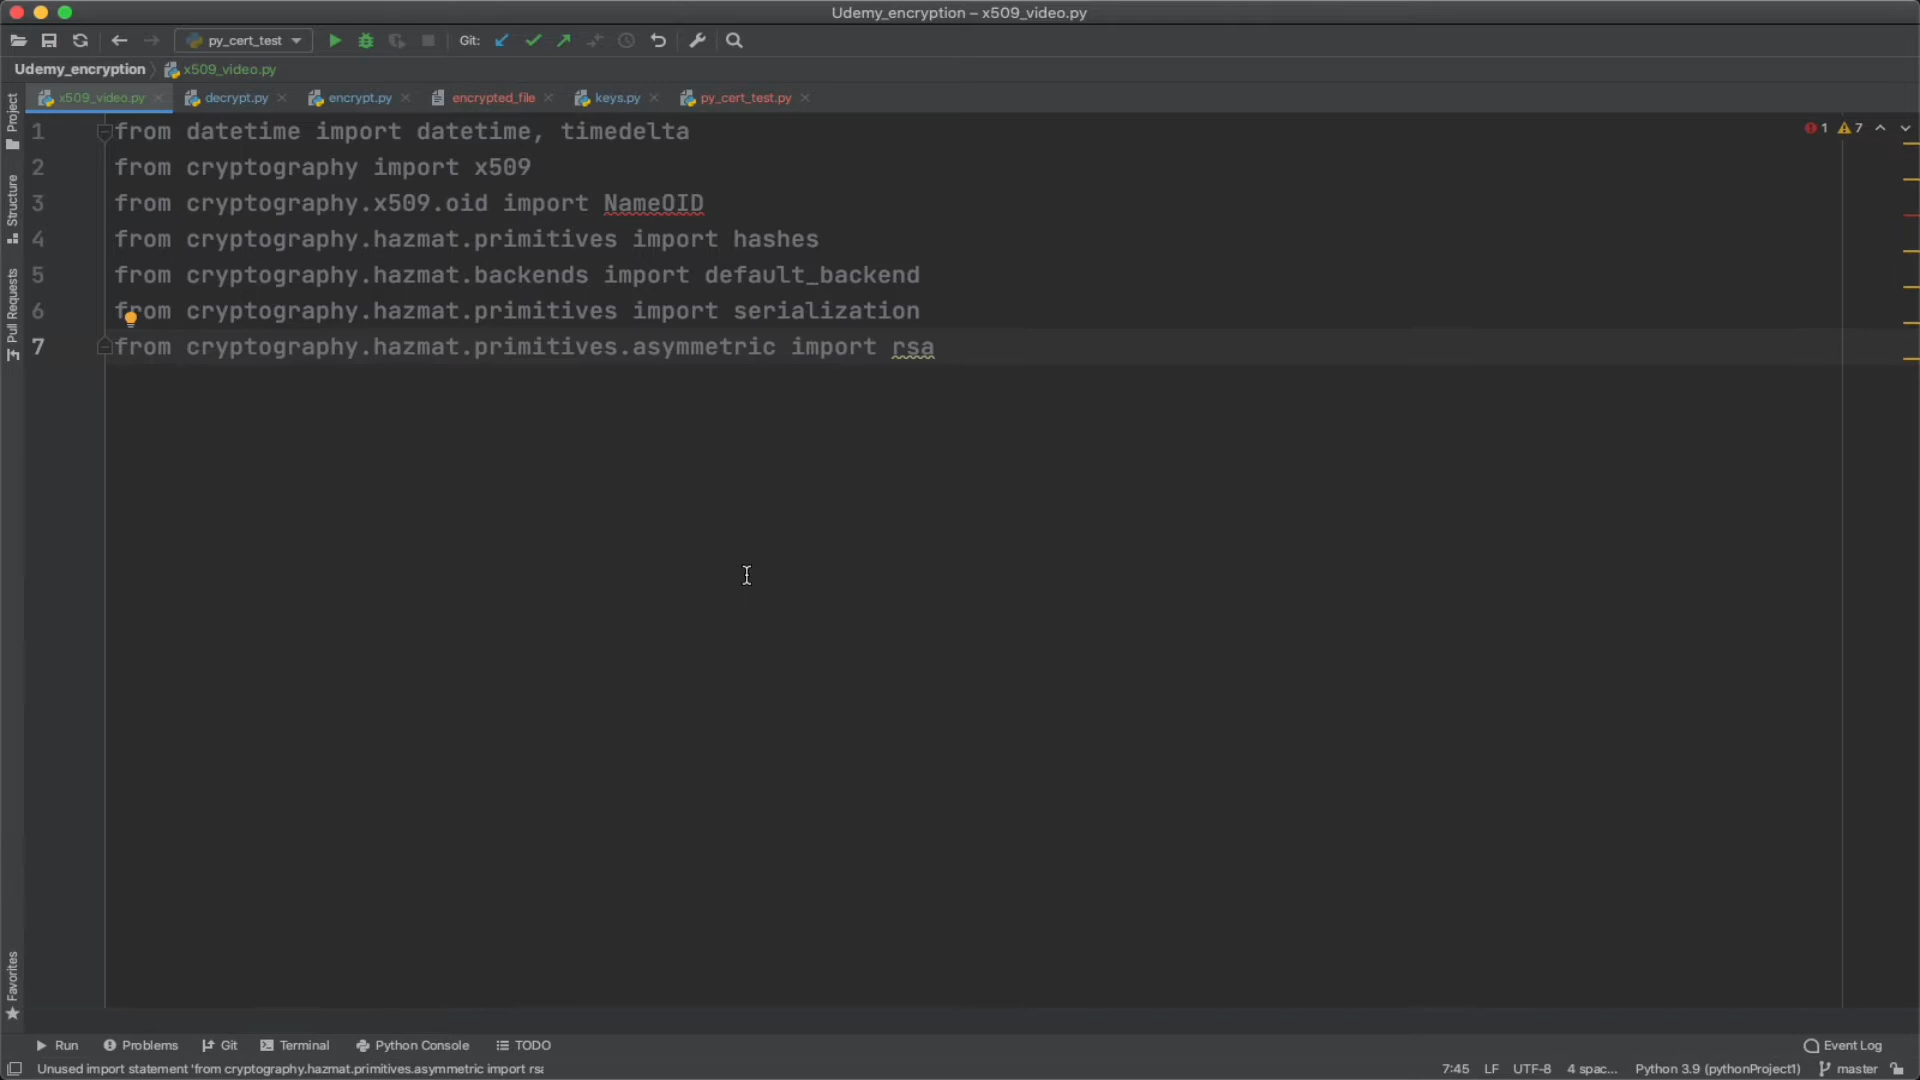 Udemy_encryption – x509_video.py
py_cert_test
Git:
Udemy_encryption
x509_video.py
x509_video.py
decrypt.py
encrypt.py
encrypted_file
keys.py
py_cert_test.py
Project
Structure
Pull Requests
Favorites
1 from datetime import datetime, timedelta
2 from cryptography import x509
3 from cryptography.x509.oid import NameOID
4 from cryptography.hazmat.primitives import hashes
5 from cryptography.hazmat.backends import default_backend
6 from cryptography.hazmat.primitives import serialization
7 from cryptography.hazmat.primitives.asymmetric import rsa
1 7
Run
Problems
Git
Terminal
Python Console
TODO
Event Log
Unused import statement 'from cryptography.hazmat.primitives.asymmetric import rsa
7:45 LF UTF-8 4 spac... Python 3.9 (pythonProject1) master